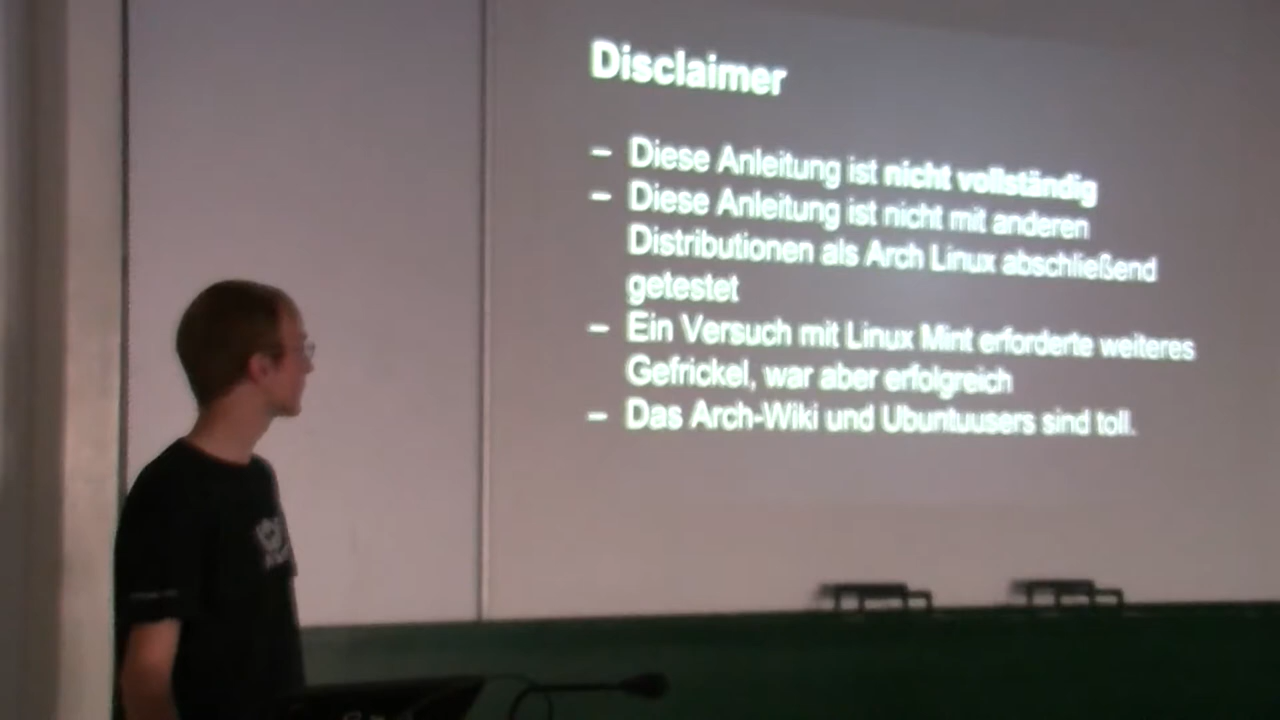 Disclaimer
– Diese Anleitung ist nicht vollständig
– Diese Anleitung ist nicht mit anderen
Distributionen als Arch Linux abschließend
getestet
– Ein Versuch mit Linux Mint erforderte weiteres
Gefrickel, war aber erfolgreich
– Das Arch-Wiki und Ubuntuusers sind toll.